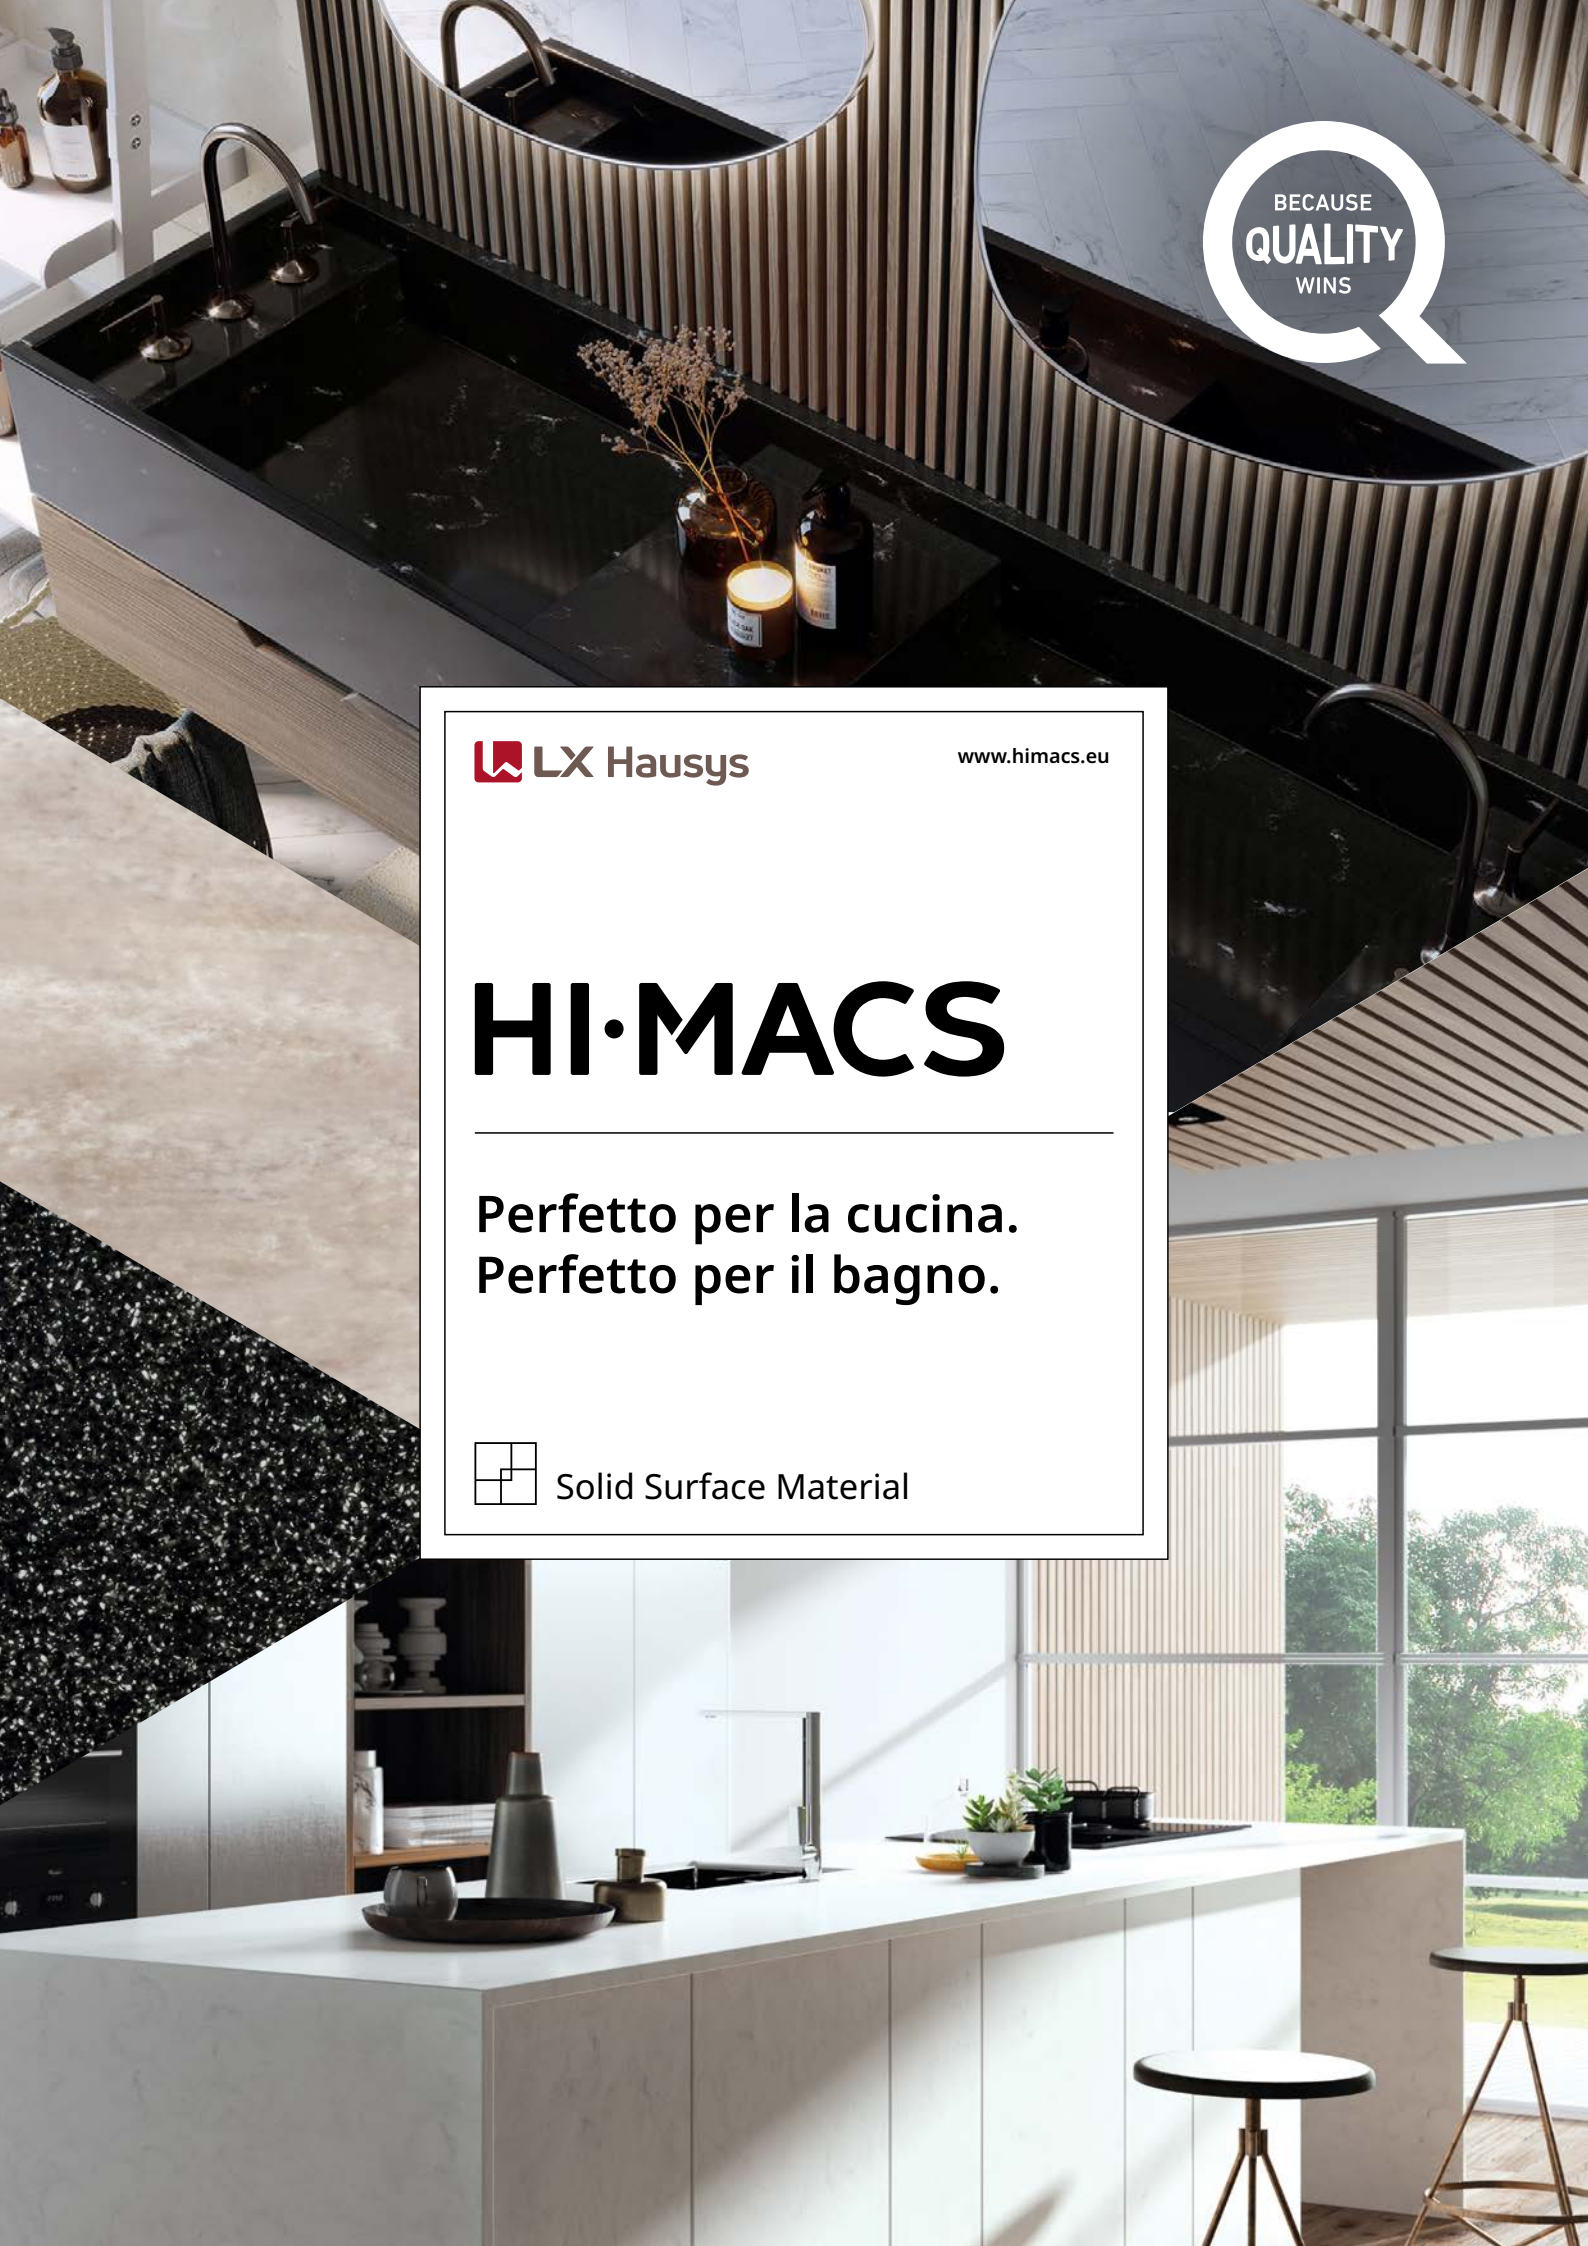 BECAUSE
QUALITY
WINS
LX Hausys
www.himacs.eu
HI·MACS
Perfetto per la cucina.
Perfetto per il bagno.
Solid Surface Material